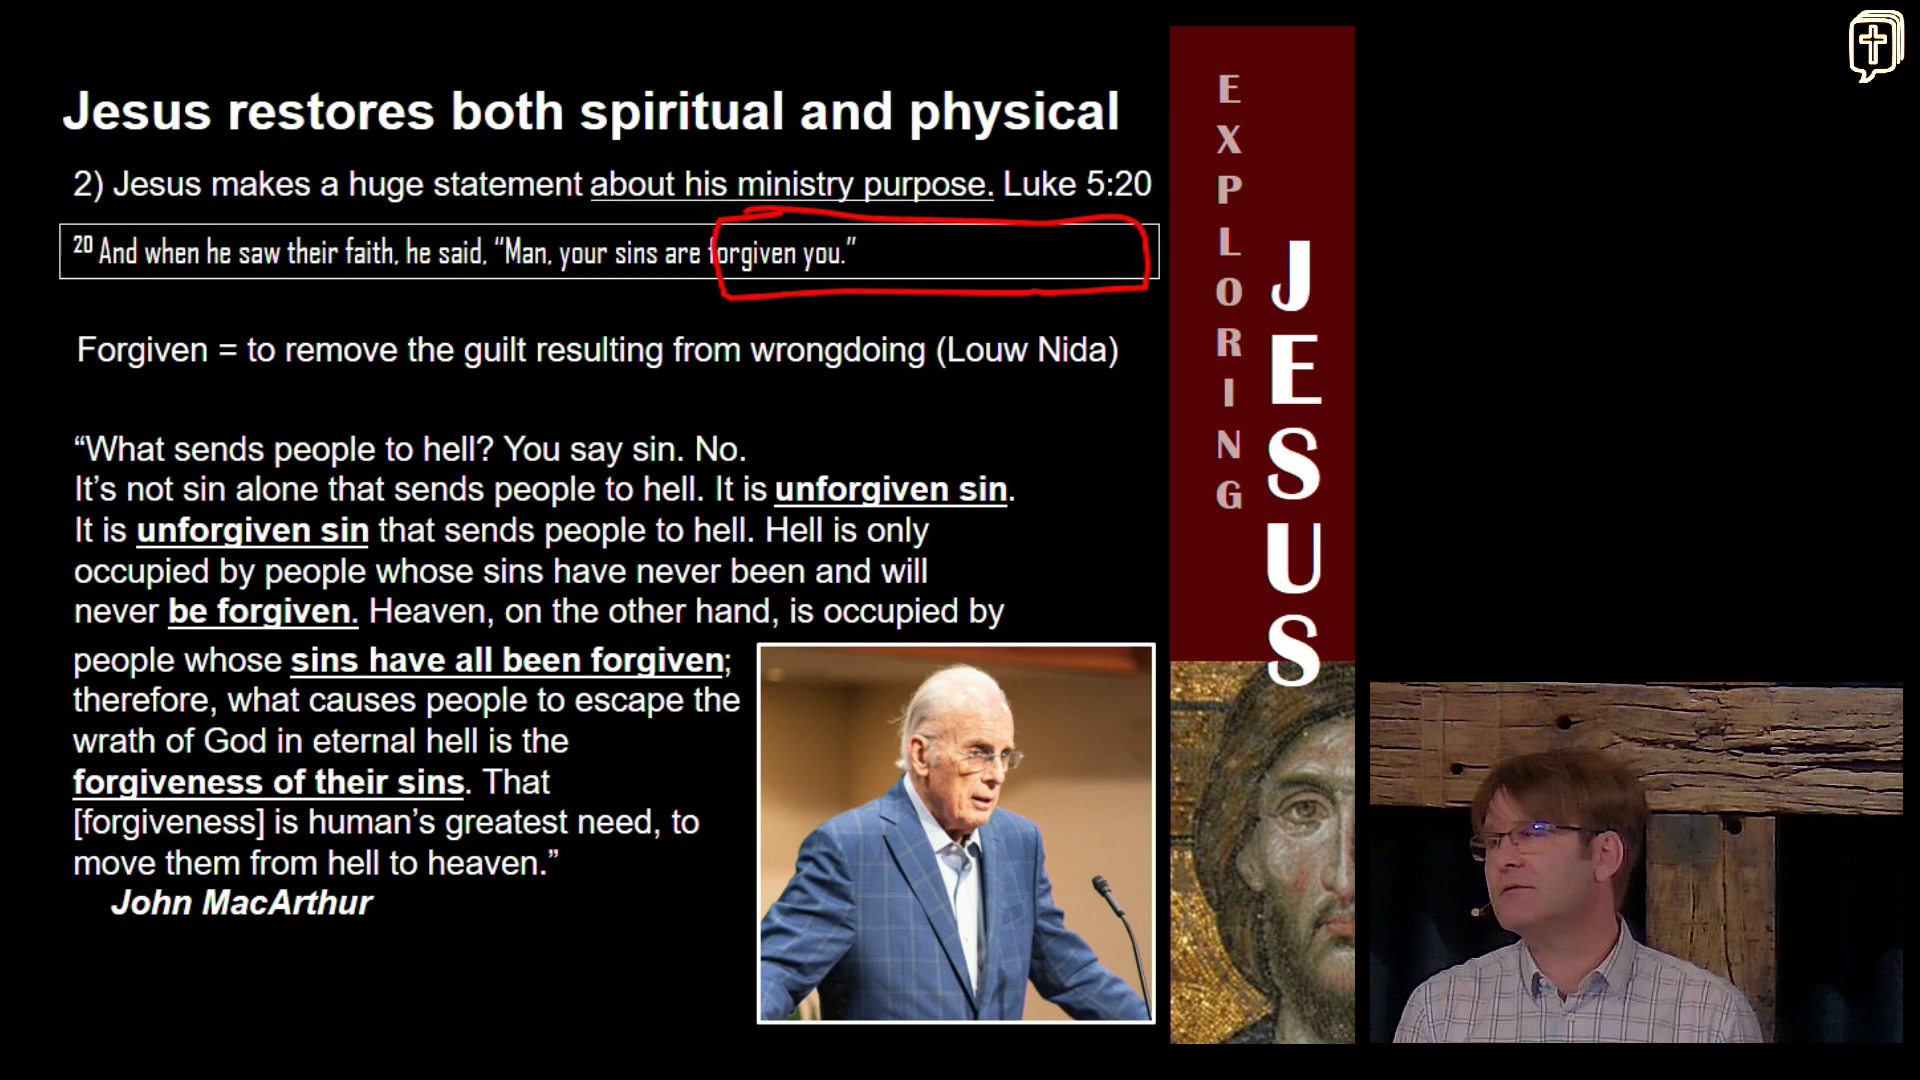 Jesus restores both spiritual and physical
2) Jesus makes a huge statement about his ministry purpose. Luke 5:20
20 And when he saw their faith, he said, “Man, your sins are forgiven you.”
Forgiven = to remove the guilt resulting from wrongdoing (Louw Nida)
“What sends people to hell? You say sin. No.
It’s not sin alone that sends people to hell. It is unforgiven sin.
It is unforgiven sin that sends people to hell. Hell is only
occupied by people whose sins have never been and will
never be forgiven. Heaven, on the other hand, is occupied by
people whose sins have all been forgiven;
therefore, what causes people to escape the
wrath of God in eternal hell is the
forgiveness of their sins. That
[forgiveness] is human’s greatest need, to
move them from hell to heaven.”
John MacArthur
EXPLORING
JESUS